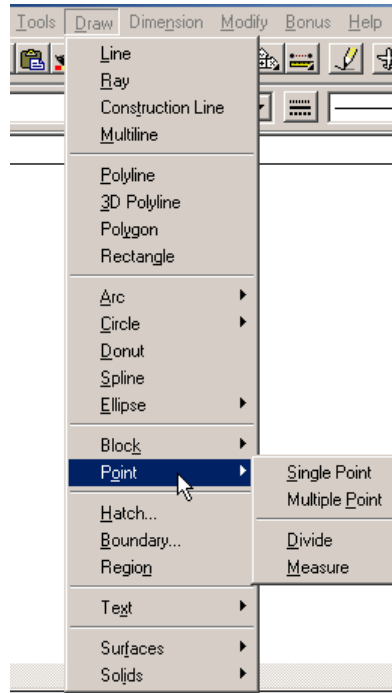 Tools Draw Dimension Modify Bonus Help
Line
Ray
Construction Line
Multiline
Polyline
3D Polyline
Polygon
Rectangle
Arc
Circle
Donut
Spline
Ellipse
Block
Point
Single Point
Multiple Point
Hatch...
Boundary...
Divide
Region
Measure
Text
Surfaces
Solids